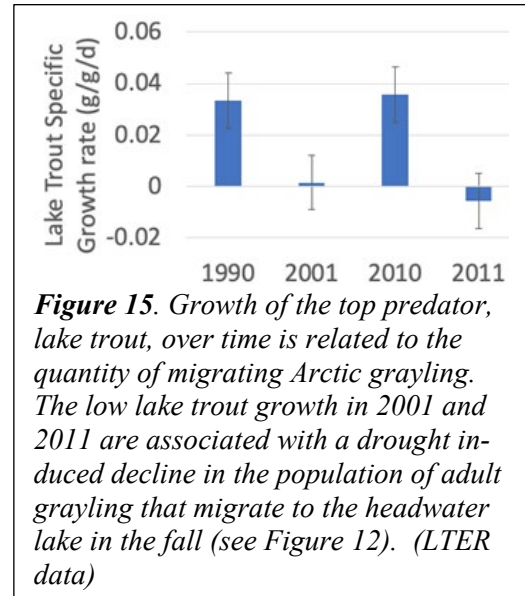 Lake Trout Specific
Growth rate (g/g/d)
0.06
0.04
0.02
0
-0.02
1990 2001 2010 2011
Figure 15. Growth of the top predator,
lake trout, over time is related to the
quantity of migrating Arctic grayling.
The low lake trout growth in 2001 and
2011 are associated with a drought in-
duced decline in the population of adult
grayling that migrate to the headwater
lake in the fall (see Figure 12). (LTER
data)